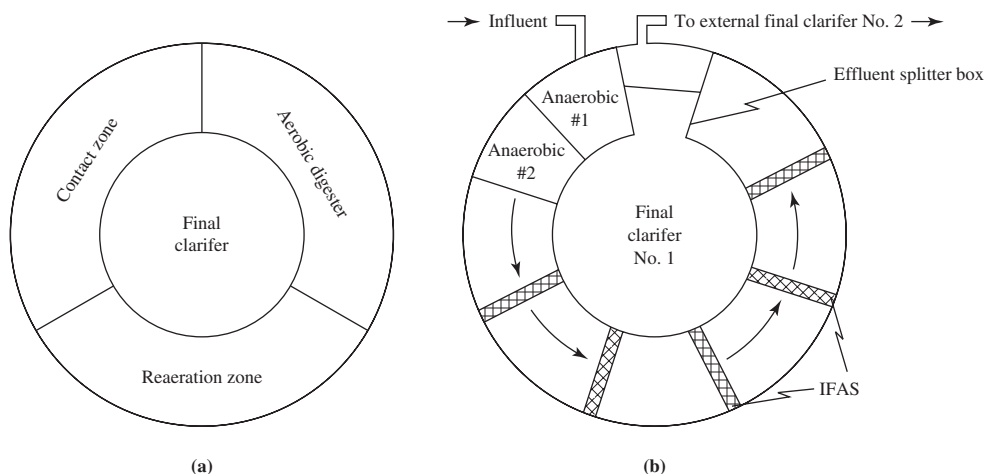 Contact zone
Aerobic digester
Final
clarifer
Reaeration zone
(a)
Influent
To external final clarifer No. 2
Effluent splitter box
Anaerobic
#1
Anaerobic
#2
Final
clarifer
No. 1
IFAS
(b)